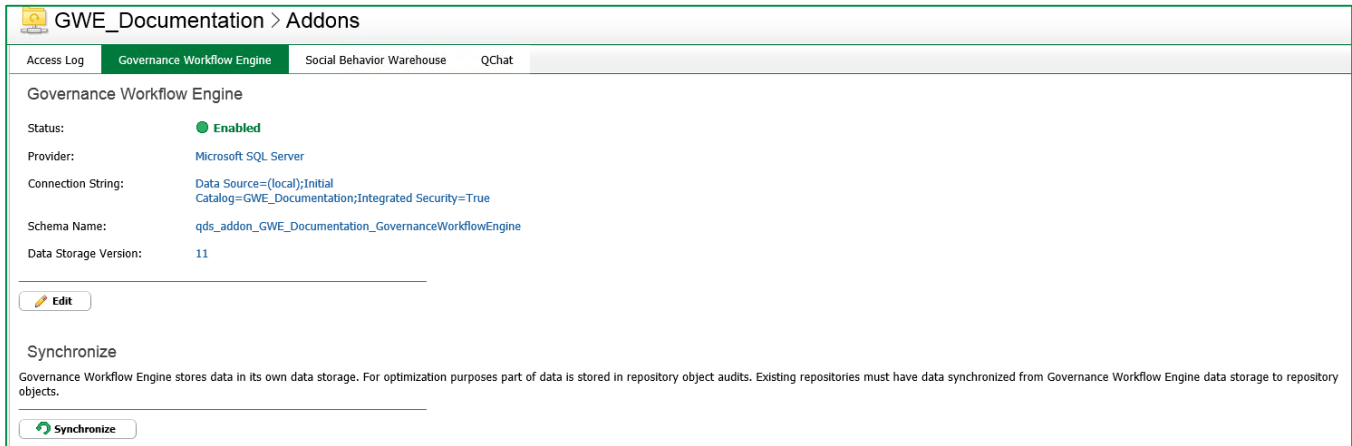 GWE_Documentation > Addons
Access Log Governance Workflow Engine Social Behavior Warehouse QChat
Governance Workflow Engine
Status: Enabled
Provider: Microsoft SQL Server
Connection String: Data Source=(local);Initial
Catalog=GWE_Documentation;Integrated Security=True
Schema Name: qds_addon_GWE_Documentation_GovernanceWorkflowEngine
Data Storage Version: 11
Edit
Synchronize
Governance Workflow Engine stores data in its own data storage. For optimization purposes part of data is stored in repository object audits. Existing repositories must have data synchronized from Governance Workflow Engine data storage to repository
objects.
Synchronize